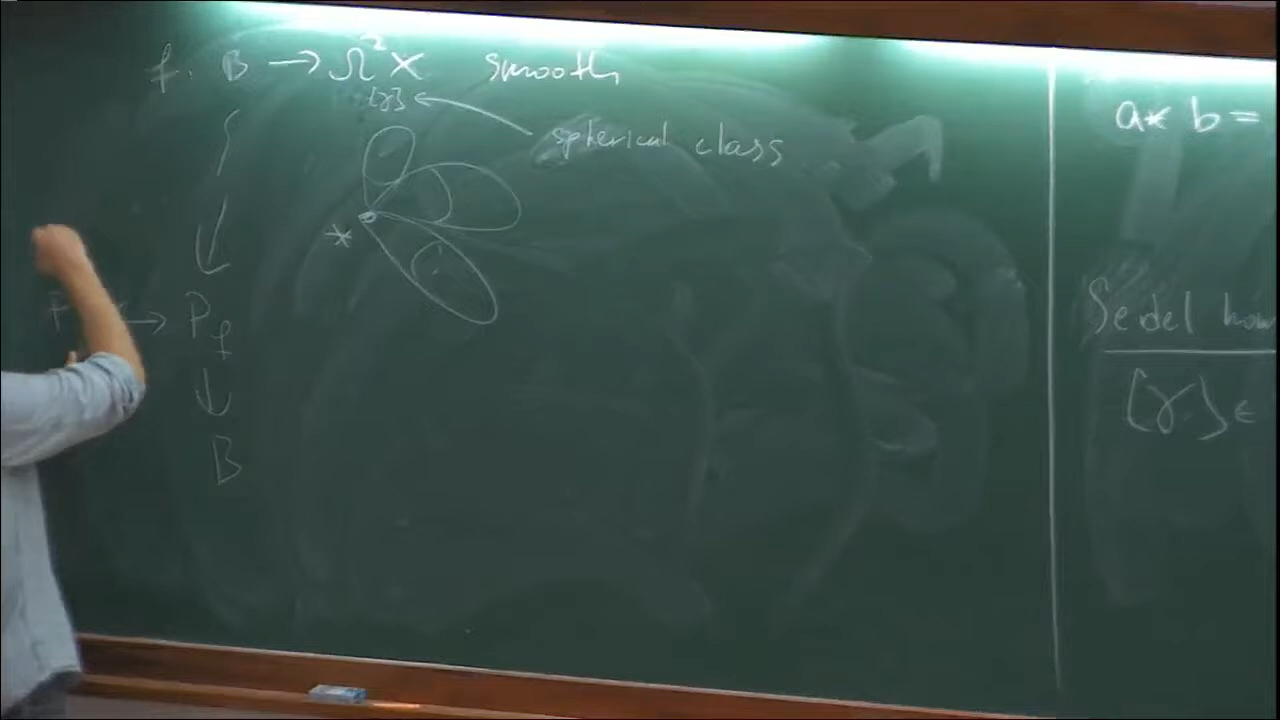 f: B → Ω²X smooth
[γ]
spherical class
*
→ P_f
↓
B
a * b =
Seidel hom
[γ] ∈